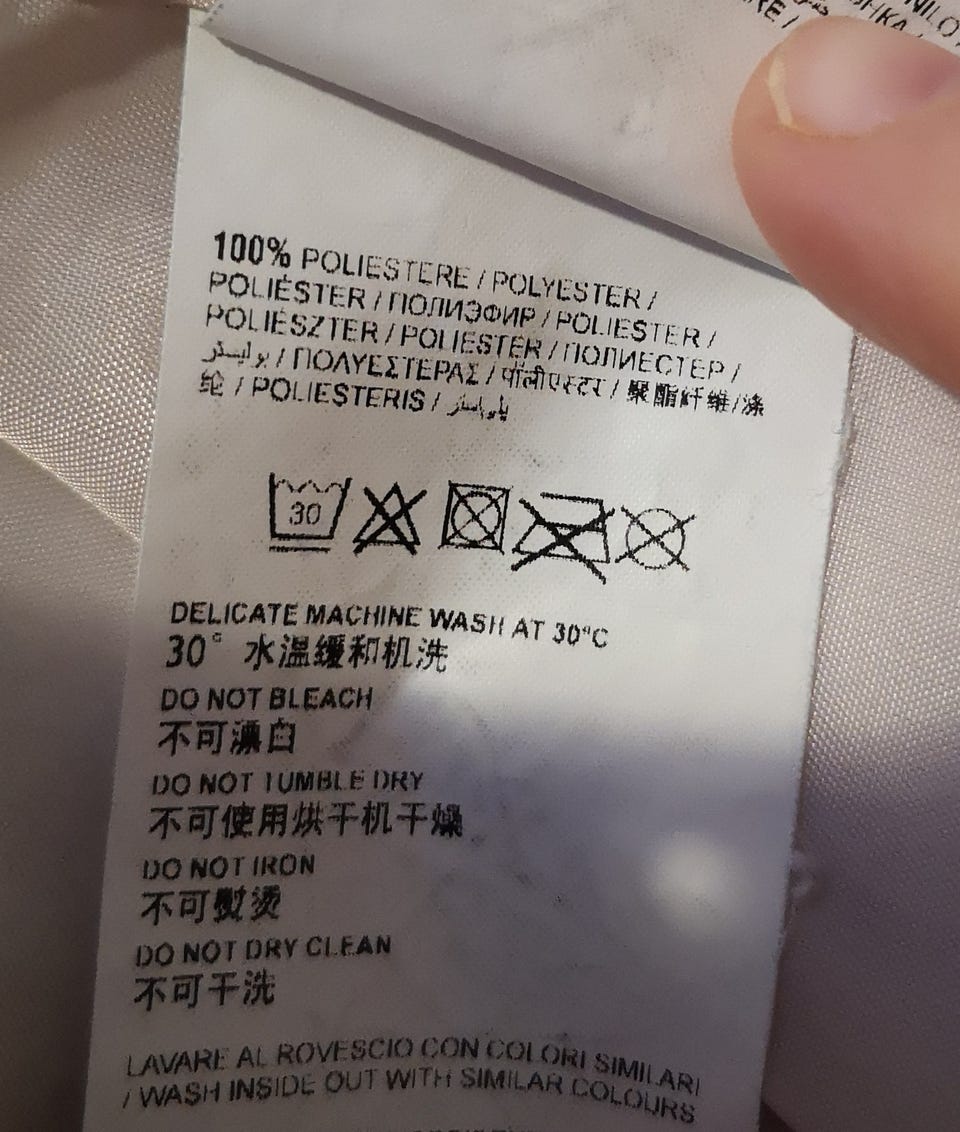 100% POLIESTERE / POLYESTER /
POLIÉSTER / ПОЛИЭФИР / POLIESTER /
POLIÉSZTER / POLIESTER / ПОЛИЕСТЕР /
بوليستر / ΠΟΛΥΕΣΤΕΡΑΣ / पॉलीएस्टर / 聚酯纤维/涤
纶 / POLIESTERIS /
30
DELICATE MACHINE WASH AT 30°C
30° 水温缓和机洗
DO NOT BLEACH
不可漂白
DO NOT TUMBLE DRY
不可使用烘干机干燥
DO NOT IRON
不可熨烫
DO NOT DRY CLEAN
不可干洗
LAVARE AL ROVESCIO CON COLORI SIMILARI
/ WASH INSIDE OUT WITH SIMILAR COLOURS